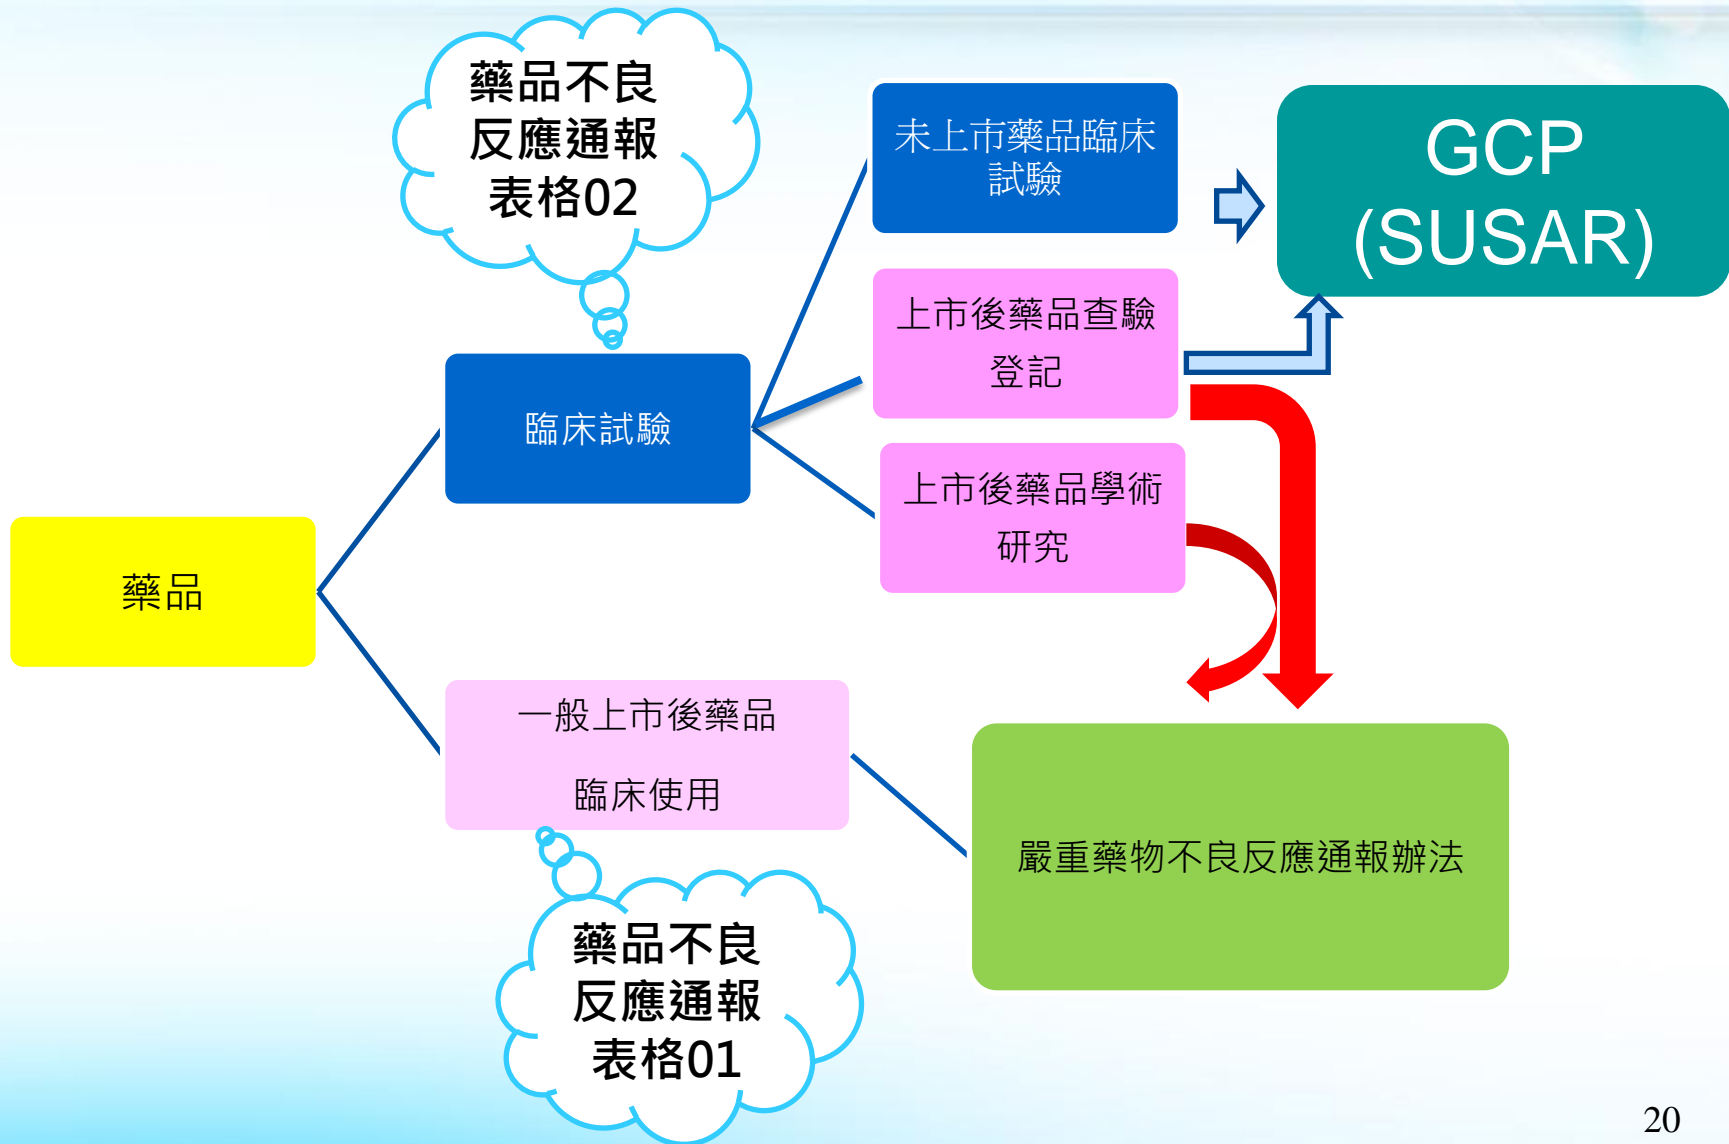 藥品不良
反應通報
表格02
未上市藥品臨床
試驗
GCP
(SUSAR)
上市後藥品查驗
登記
臨床試驗
上市後藥品學術
研究
藥品
一般上市後藥品
臨床使用
嚴重藥物不良反應通報辦法
藥品不良
反應通報
表格01
20